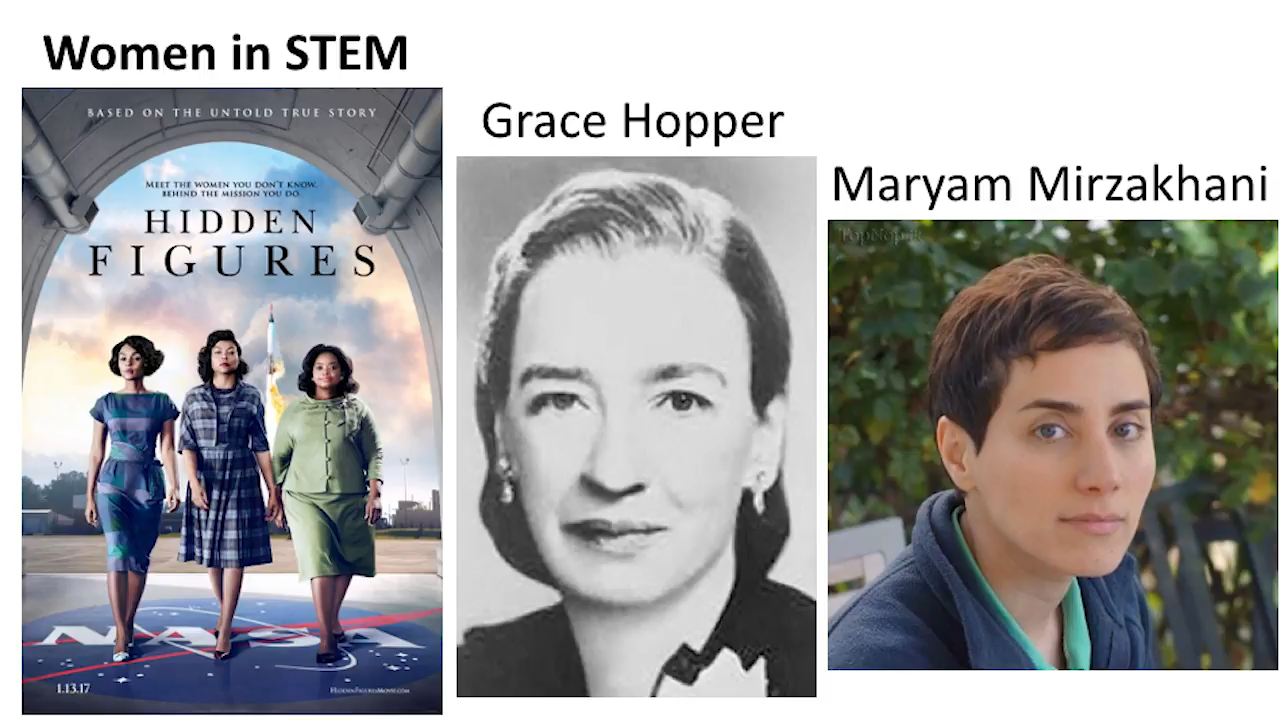 Women in STEM
BASED ON THE UNTOLD TRUE STORY
MEET THE WOMEN YOU DON'T KNOW,
BEHIND THE MISSION YOU DO.
HIDDEN
FIGURES
NASA
1.13.17
HIDDENFIGURESMOVIE.COM
Grace Hopper
Maryam Mirzakhani